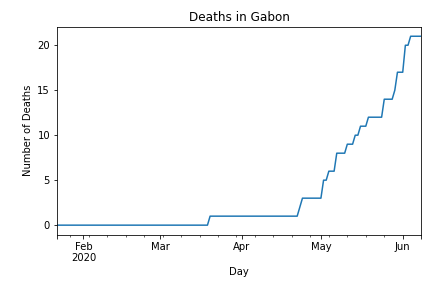 Deaths in Gabon
Number of Deaths
20
15
10
5
0
Feb
2020
Mar
Apr
May
Jun
Day